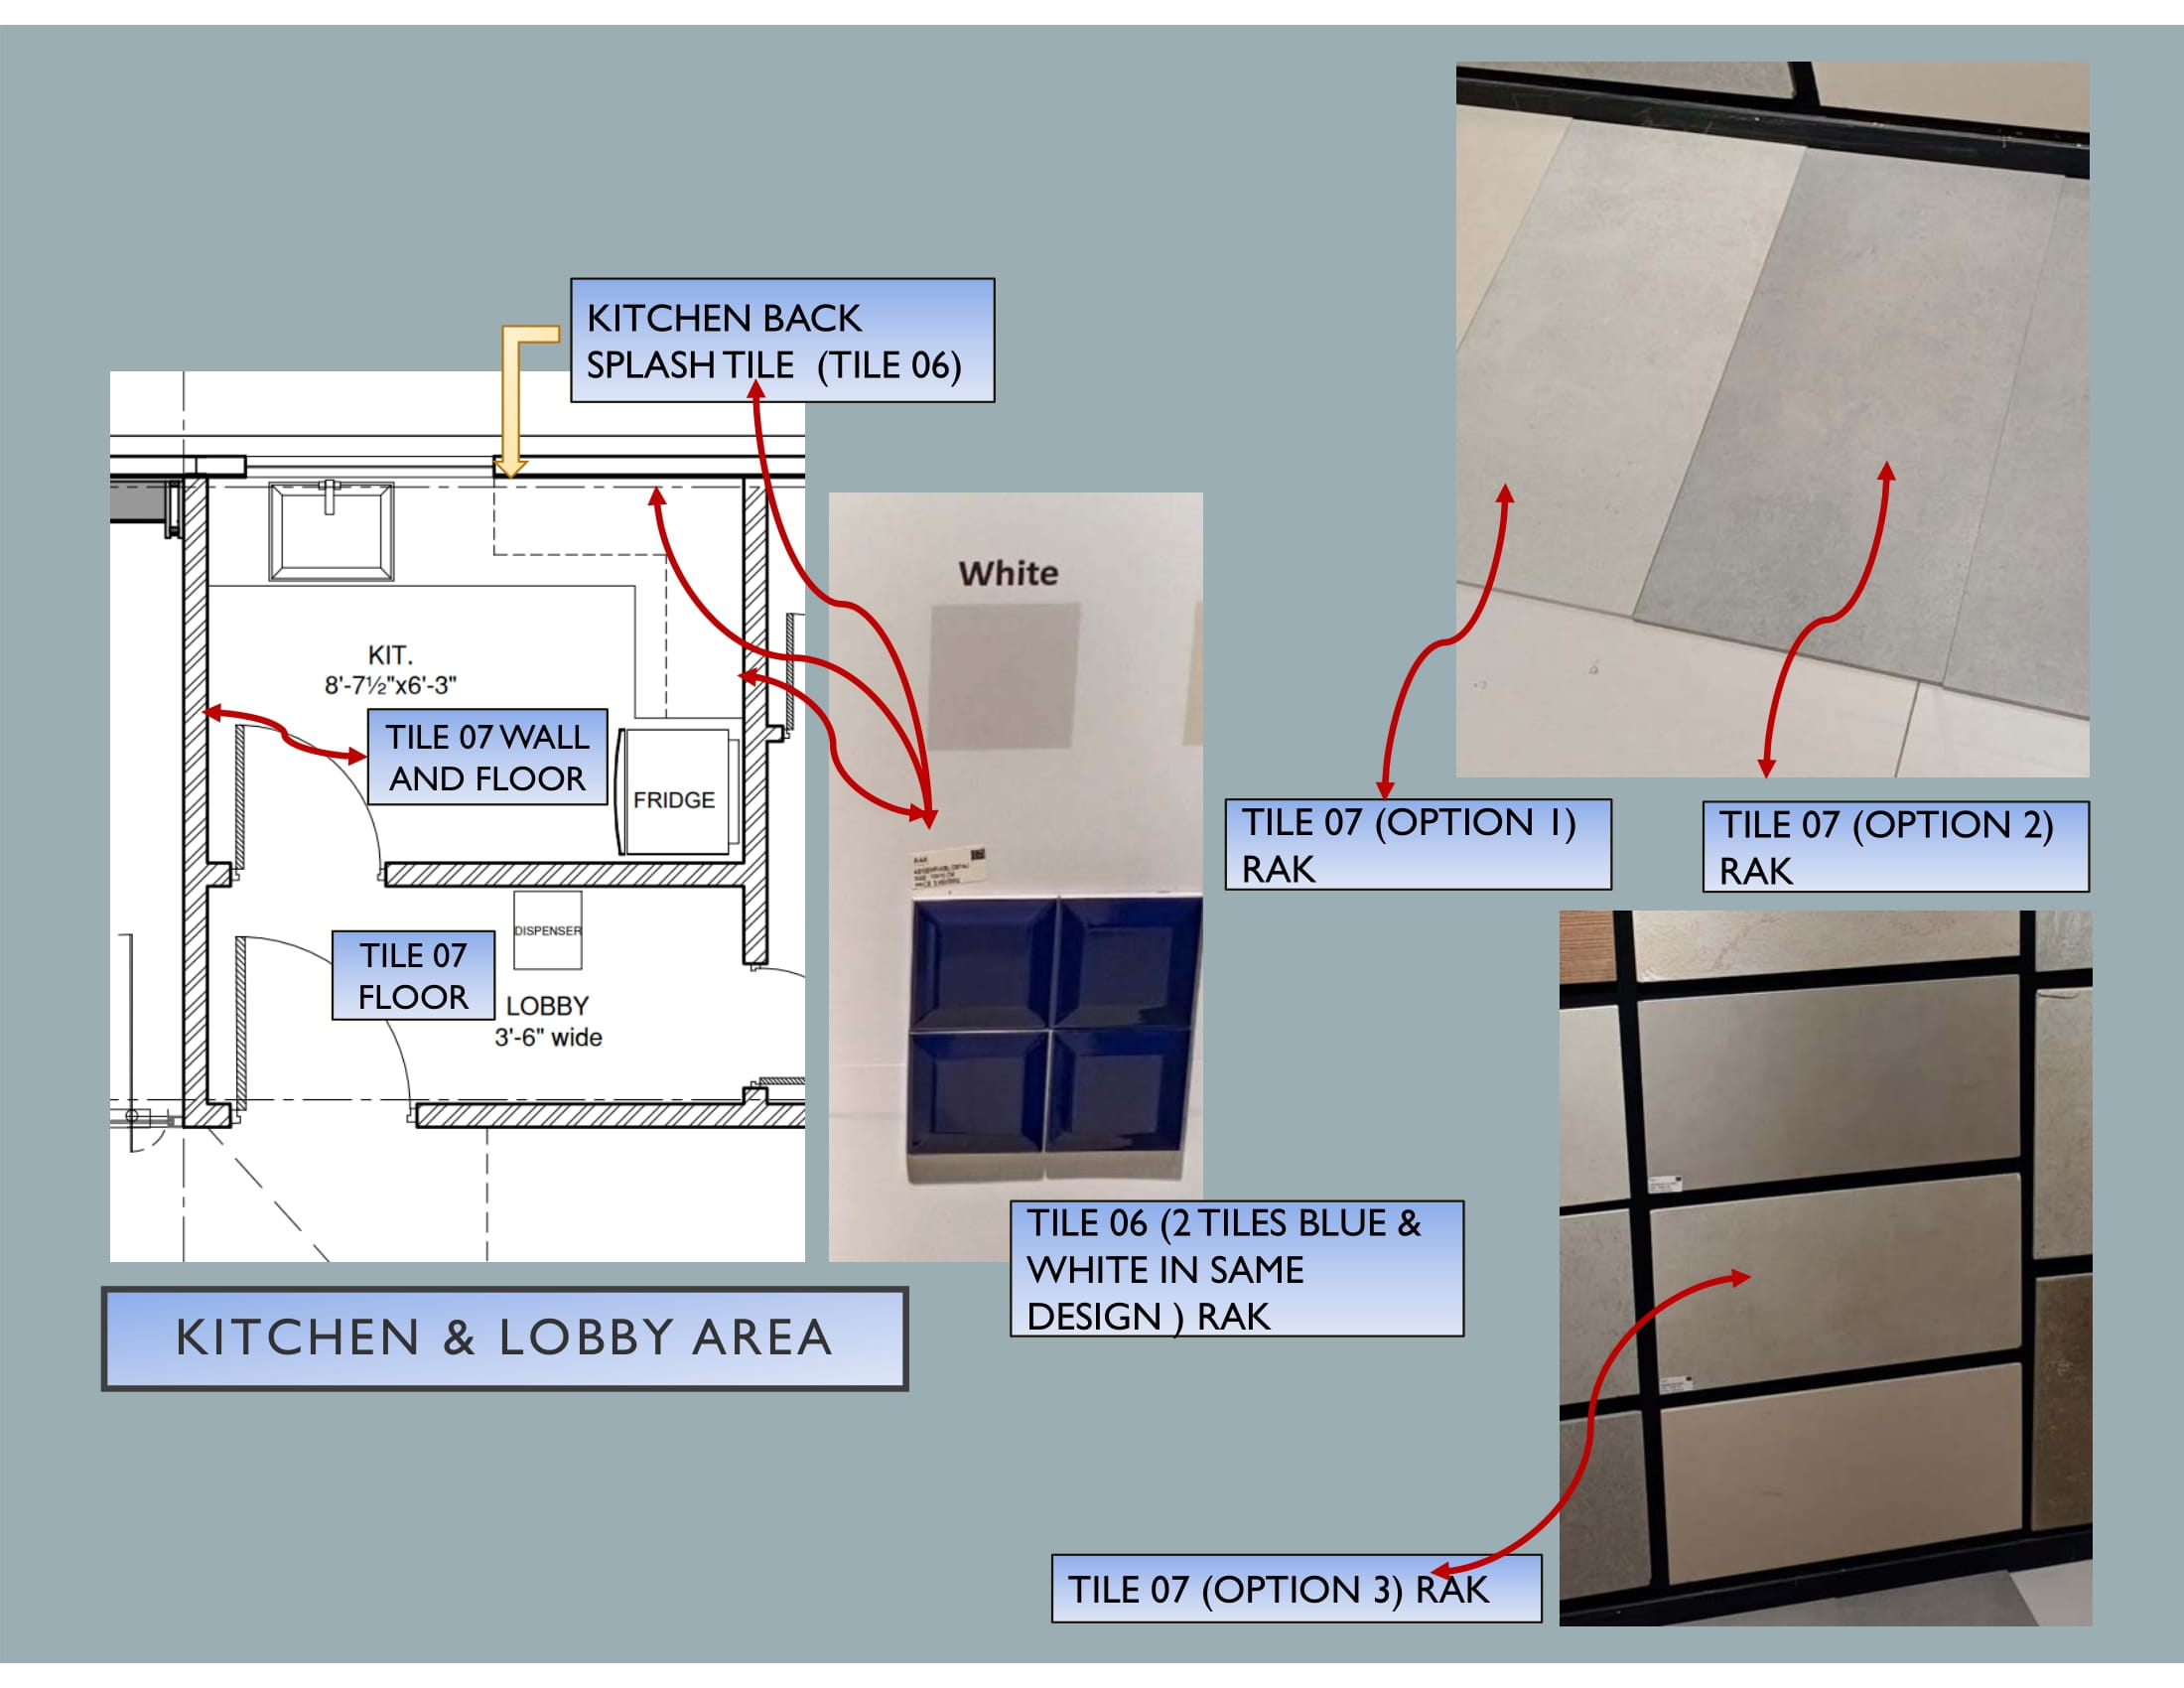 KITCHEN BACK
SPLASH TILE (TILE 06)
White
KIT.
8'-7½"x6'-3"
TILE 07 WALL
AND FLOOR
FRIDGE
TILE 07 (OPTION 1)
RAK
TILE 07 (OPTION 2)
RAK
RAK
DISPENSER
TILE 07
FLOOR
LOBBY
3'-6" wide
TILE 06 (2 TILES BLUE &
WHITE IN SAME
DESIGN ) RAK
KITCHEN & LOBBY AREA
TILE 07 (OPTION 3) RAK